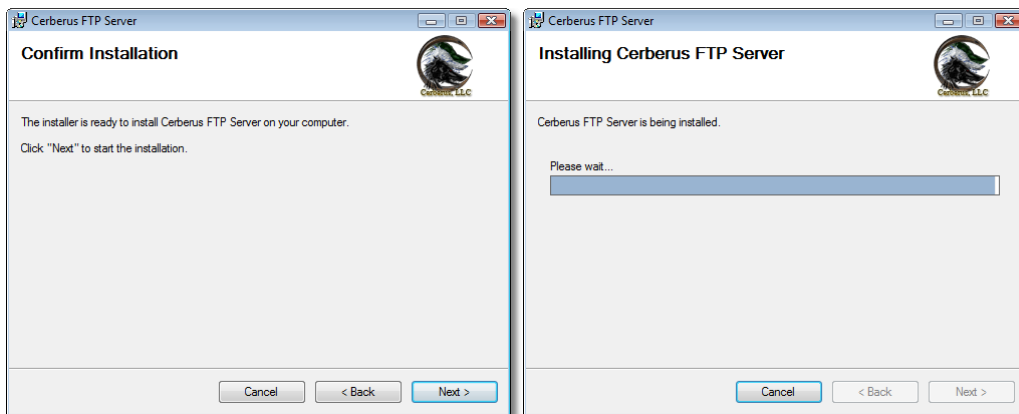 Cerberus FTP Server
Confirm Installation
Cerberus, LLC
The installer is ready to install Cerberus FTP Server on your computer.
Click "Next" to start the installation.
Cancel
< Back
Next >
Cerberus FTP Server
Installing Cerberus FTP Server
Cerberus, LLC
Cerberus FTP Server is being installed.
Please wait...
Cancel
< Back
Next >